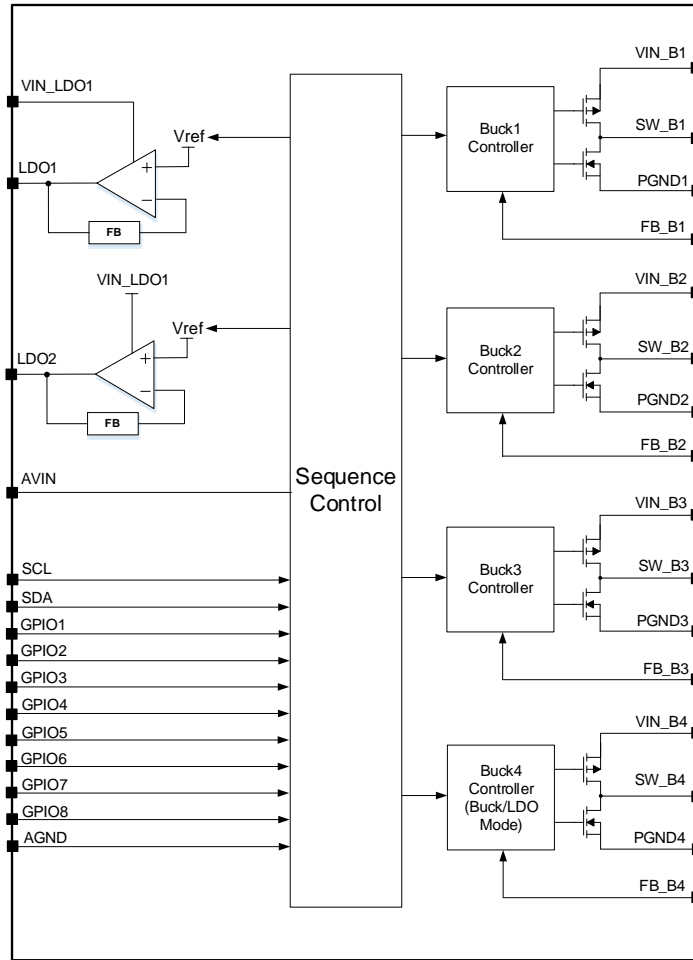 VIN_LDO1
Vref
+
−
LDO1
FB
VIN_LDO1
Vref
+
−
LDO2
FB
AVIN
SCL
SDA
GPIO1
GPIO2
GPIO3
GPIO4
GPIO5
GPIO6
GPIO7
GPIO8
AGND
Sequence
Control
Buck1
Controller
VIN_B1
SW_B1
PGND1
FB_B1
Buck2
Controller
VIN_B2
SW_B2
PGND2
FB_B2
Buck3
Controller
VIN_B3
SW_B3
PGND3
FB_B3
Buck4
Controller
(Buck/LDO
Mode)
VIN_B4
SW_B4
PGND4
FB_B4